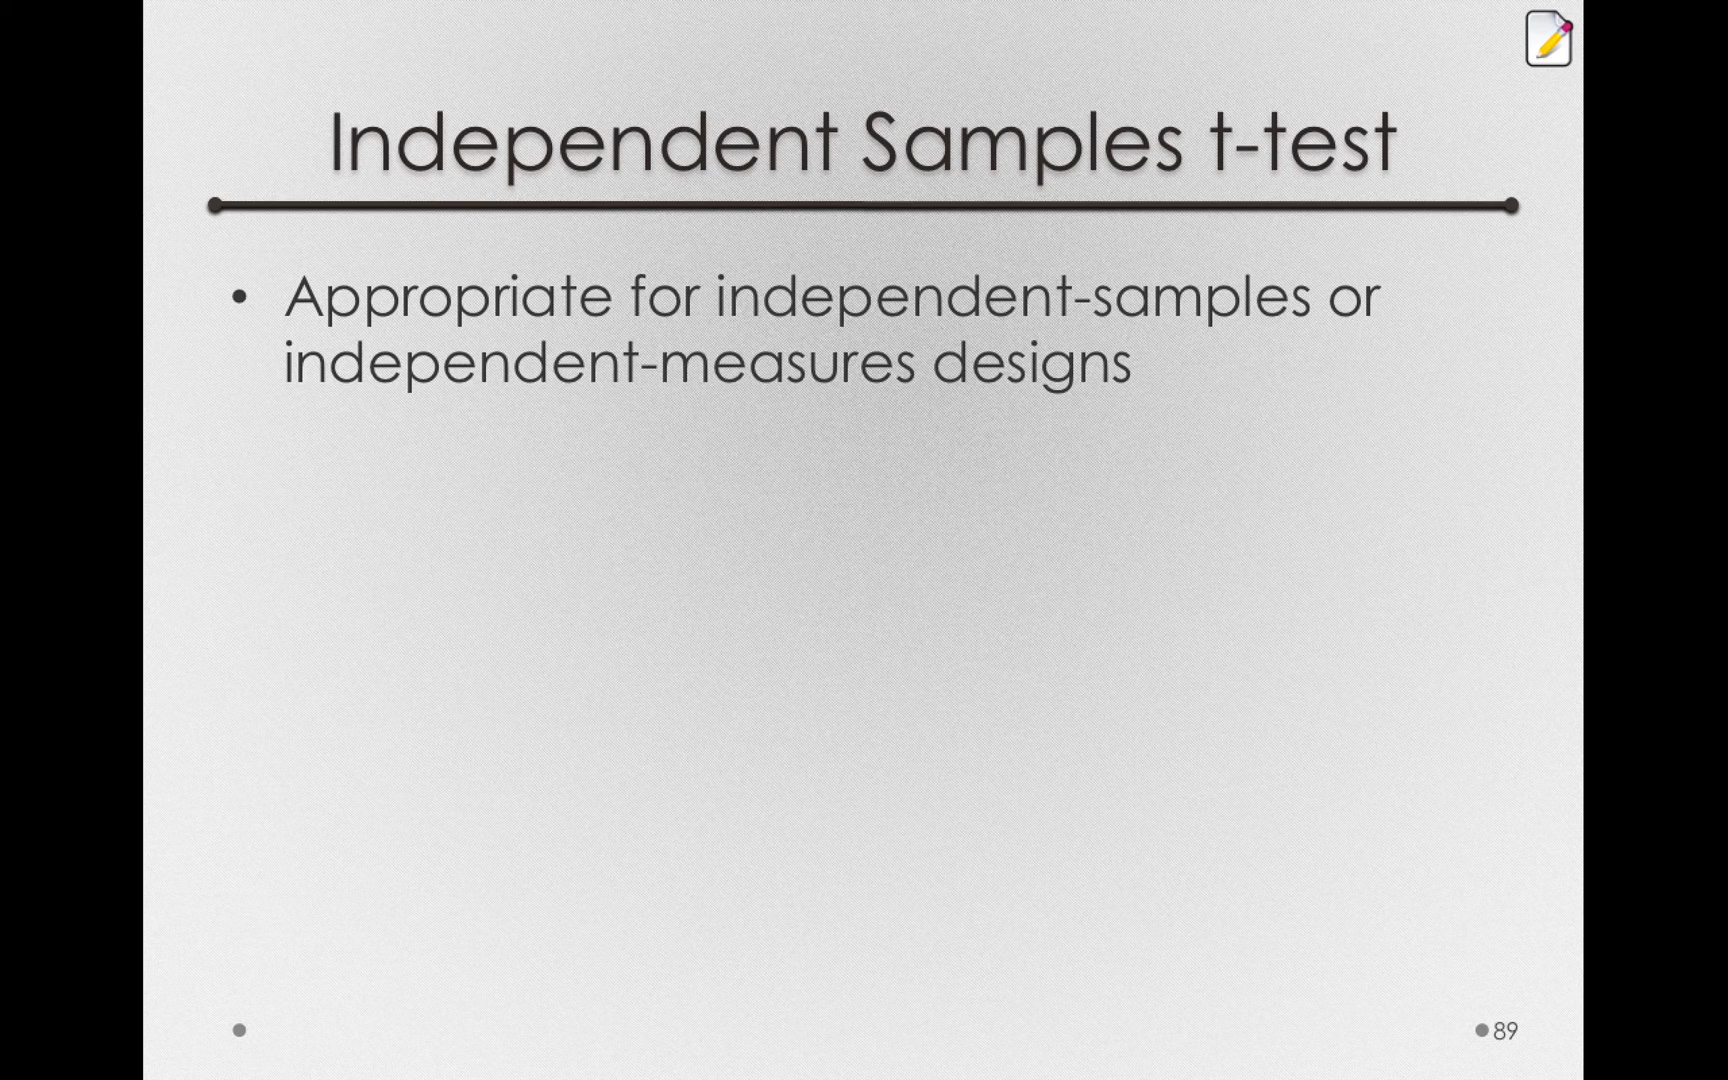 Independent Samples t-test
• Appropriate for independent-samples or
independent-measures designs
89